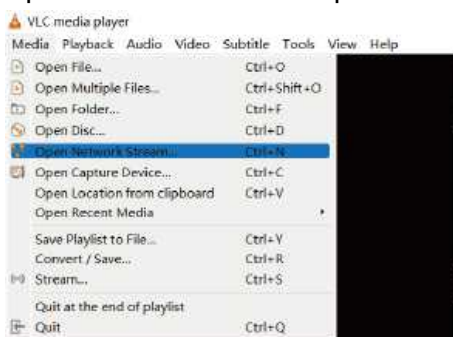 VLC media player
Media Playback Audio Video Subtitle Tools View Help
Open File... Ctrl+O
Open Multiple Files... Ctrl+Shift+O
Open Folder... Ctrl+F
Open Disc... Ctrl+D
Open Network Stream... Ctrl+N
Open Capture Device... Ctrl+C
Open Location from clipboard Ctrl+V
Open Recent Media
Save Playlist to File... Ctrl+Y
Convert / Save... Ctrl+R
Stream... Ctrl+S
Quit at the end of playlist
Quit Ctrl+Q